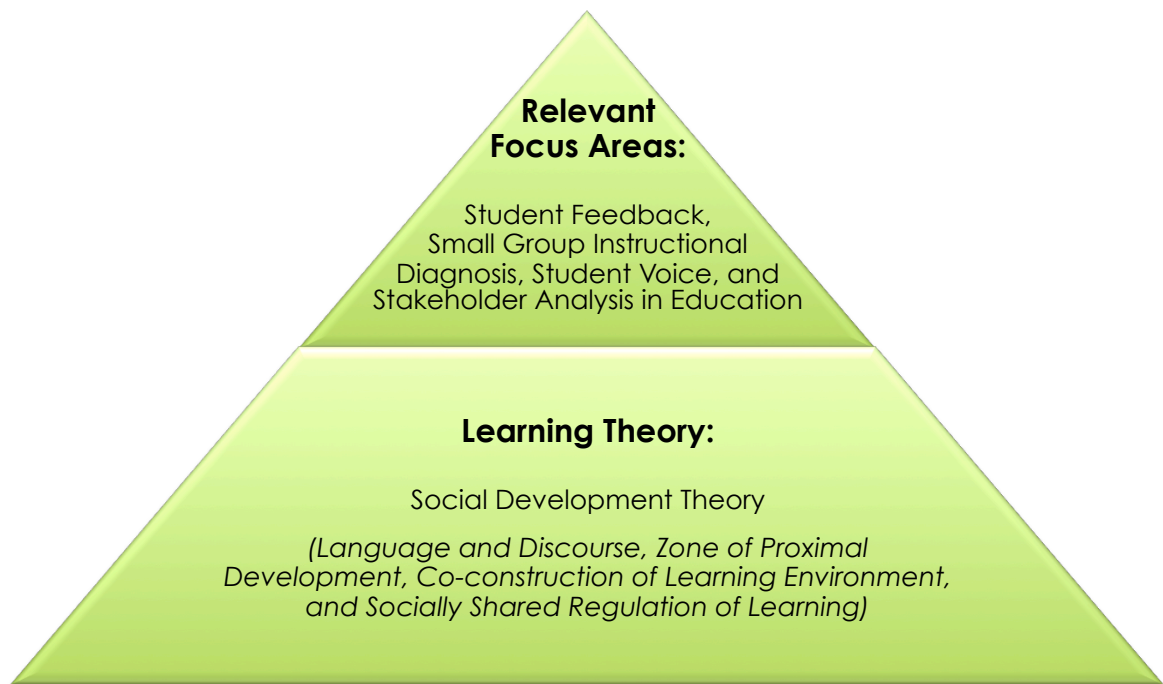 Relevant
Focus Areas:
Student Feedback,
Small Group Instructional
Diagnosis, Student Voice, and
Stakeholder Analysis in Education
Learning Theory:
Social Development Theory
(Language and Discourse, Zone of Proximal
Development, Co-construction of Learning Environment,
and Socially Shared Regulation of Learning)